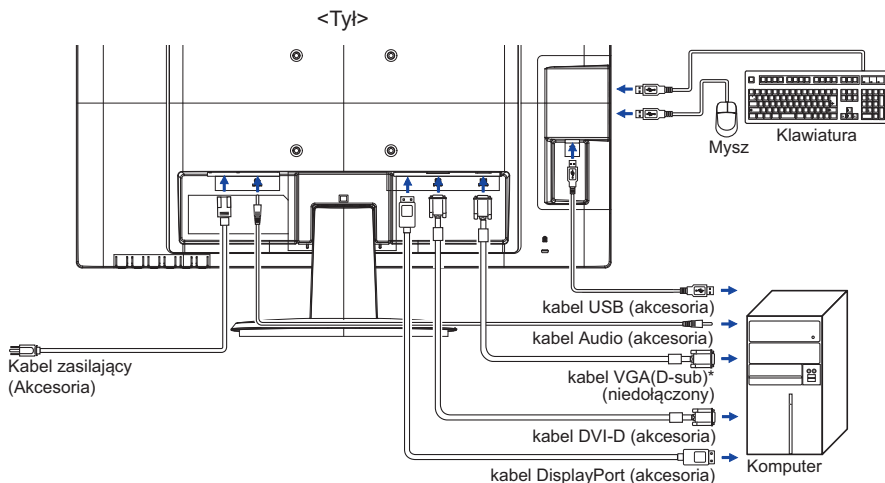 <Tył>
Klawiatura
Mysz
kabel USB (akcesoria)
kabel Audio (akcesoria)
Kabel zasilający
(Akcesoria)
kabel VGA(D-sub)*
(niedołączony)
kabel DVI-D (akcesoria)
Komputer
kabel DisplayPort (akcesoria)